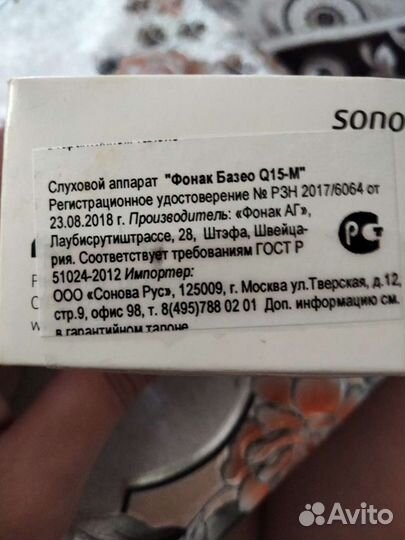 sono
Слуховой аппарат "Фонак Базео Q15-М"
Регистрационное удостоверение № РЗН 2017/6064 от
23.08.2018 г. Производитель: «Фонак АГ»,
Лаубисрутиштрассе, 28, Штэфа, Швейца-
рия. Соответствует требованиям ГОСТ Р
51024-2012 Импортер:
ООО «Сонова Рус», 125009, г. Москва ул.Тверская, д.12,
стр.9, офис 98, т. 8(495)788 02 01 Доп. информацию см.
в гарантийном талоне
РСТ
Avito